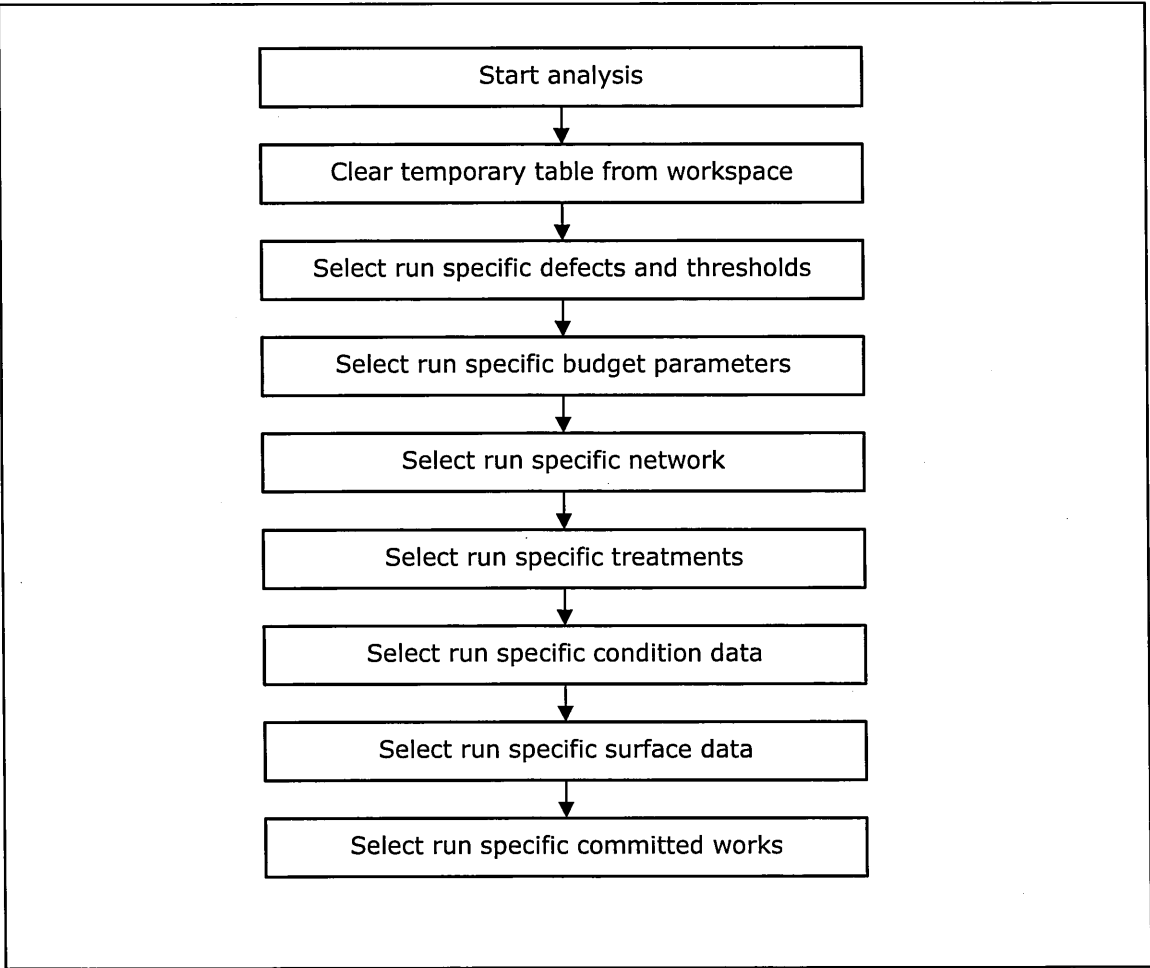 Start analysis
Clear temporary table from workspace
Select run specific defects and thresholds
Select run specific budget parameters
Select run specific network
Select run specific treatments
Select run specific condition data
Select run specific surface data
Select run specific committed works